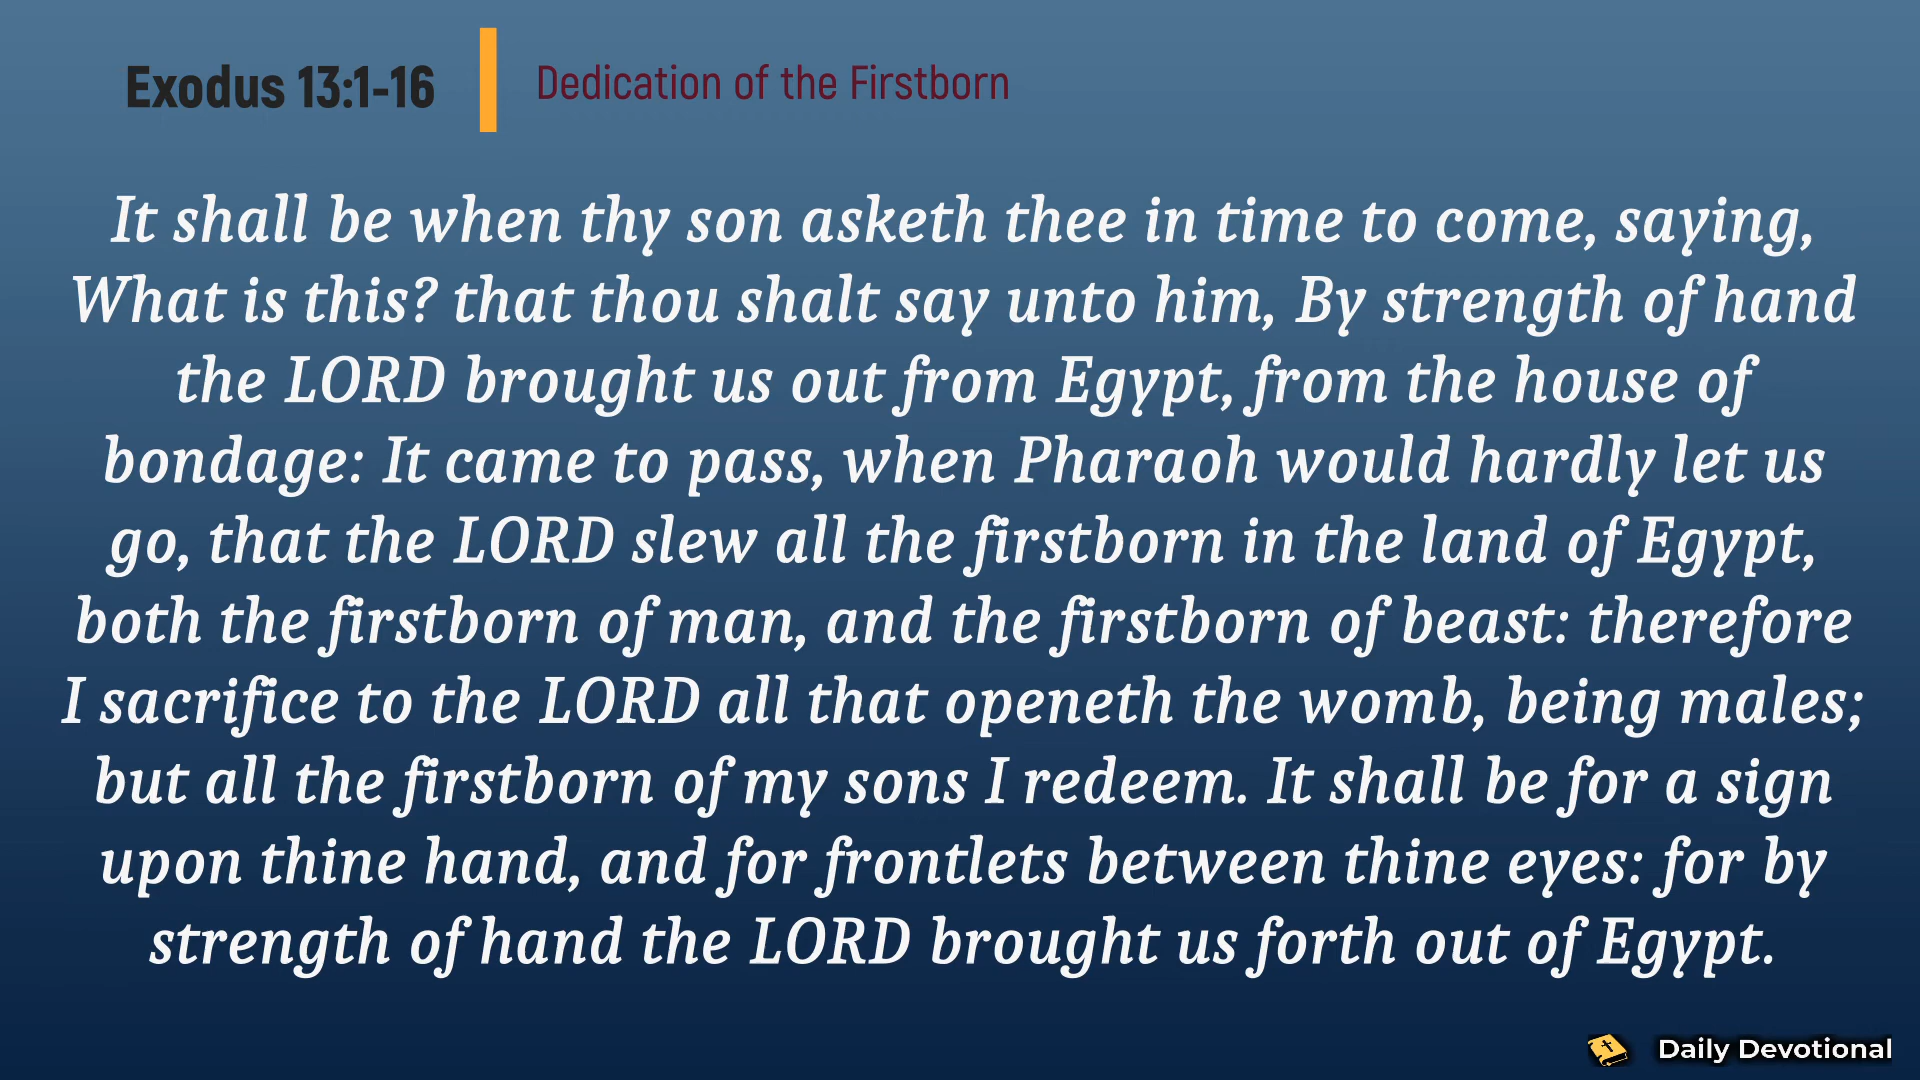 Exodus 13:1-16
Dedication of the Firstborn
It shall be when thy son asketh thee in time to come, saying,
What is this? that thou shalt say unto him, By strength of hand
the LORD brought us out from Egypt, from the house of
bondage: It came to pass, when Pharaoh would hardly let us
go, that the LORD slew all the firstborn in the land of Egypt,
both the firstborn of man, and the firstborn of beast: therefore
I sacrifice to the LORD all that openeth the womb, being males;
but all the firstborn of my sons I redeem. It shall be for a sign
upon thine hand, and for frontlets between thine eyes: for by
strength of hand the LORD brought us forth out of Egypt.
Daily Devotional